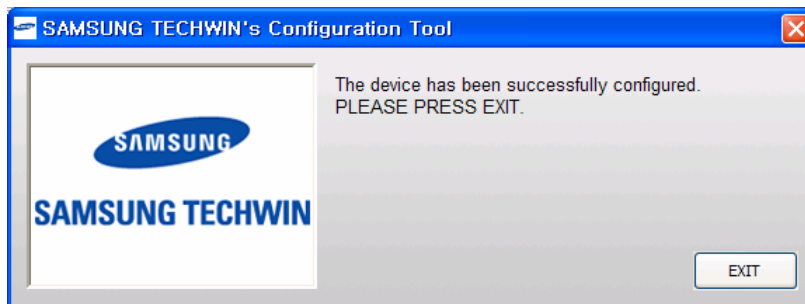 SAMSUNG TECHWIN's Configuration Tool
The device has been successfully configured.
PLEASE PRESS EXIT.
SAMSUNG
SAMSUNG TECHWIN
EXIT